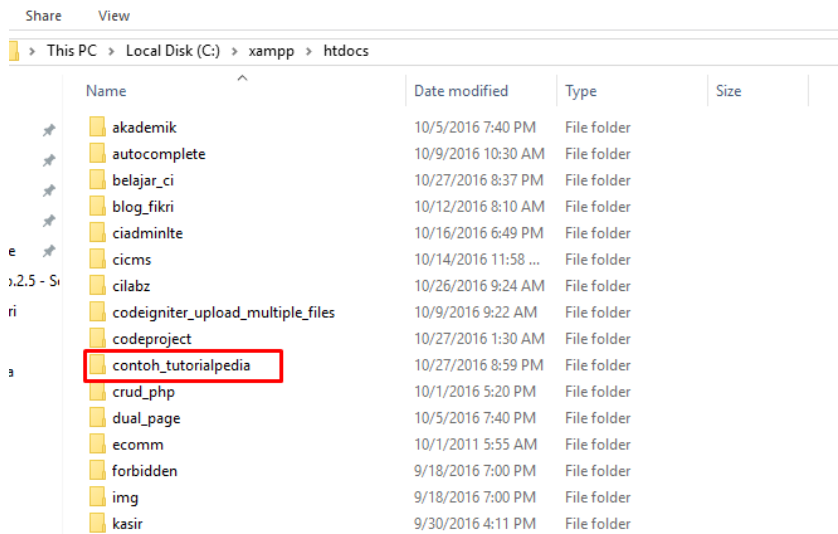 Share View
This PC > Local Disk (C:) > xampp > htdocs
Name Date modified Type Size
akademik 10/5/2016 7:40 PM File folder
autocomplete 10/9/2016 10:30 AM File folder
belajar_ci 10/27/2016 8:37 PM File folder
blog_fikri 10/12/2016 8:10 AM File folder
ciadminlte 10/16/2016 6:49 PM File folder
e cicms 10/14/2016 11:58 ... File folder
.2.5 - S cilabz 10/26/2016 9:24 AM File folder
ri codeigniter_upload_multiple_files 10/9/2016 9:22 AM File folder
codeproject 10/27/2016 1:30 AM File folder
a contoh_tutorialpedia 10/27/2016 8:59 PM File folder
crud_php 10/1/2016 5:20 PM File folder
dual_page 10/5/2016 7:40 PM File folder
ecomm 10/1/2011 5:55 AM File folder
forbidden 9/18/2016 7:00 PM File folder
img 9/18/2016 7:00 PM File folder
kasir 9/30/2016 4:11 PM File folder